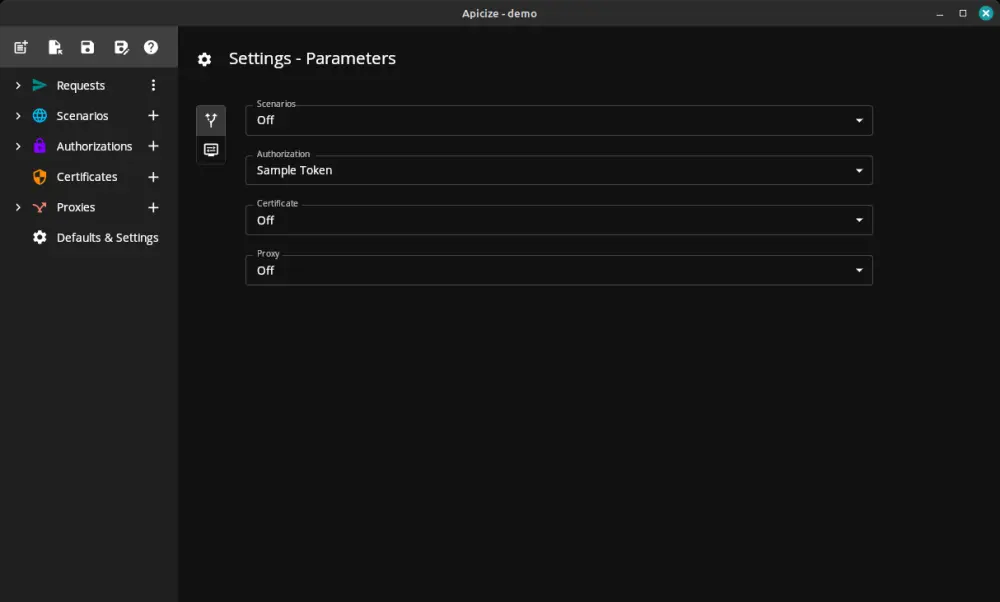 Apicize - demo
Requests
Scenarios
Authorizations
Certificates
Proxies
Defaults & Settings
Settings - Parameters
Scenarios
Off
Authorization
Sample Token
Certificate
Off
Proxy
Off